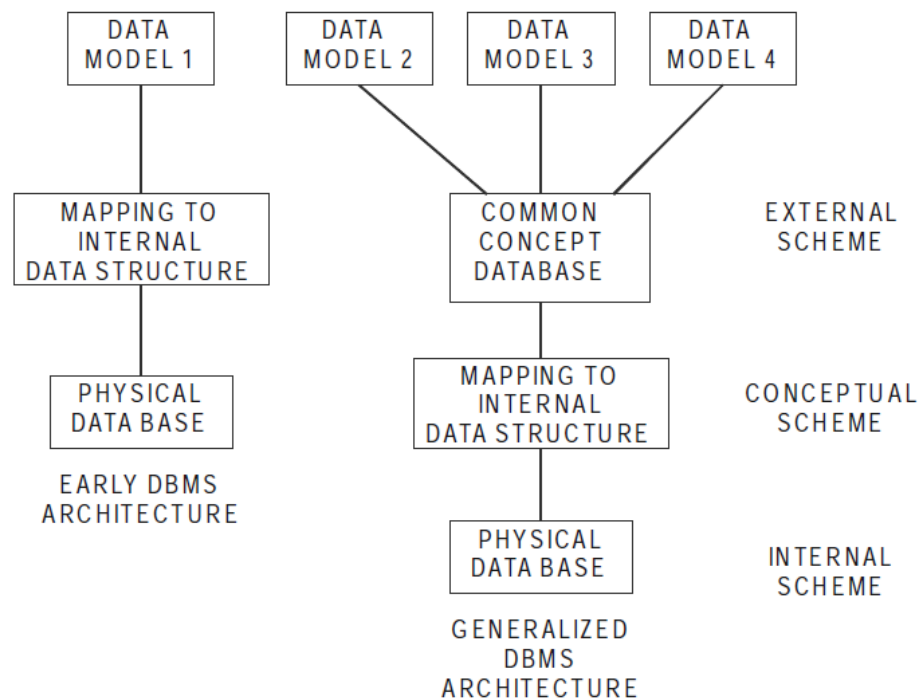 DATA
MODEL 1
DATA
MODEL 2
DATA
MODEL 3
DATA
MODEL 4
MAPPING TO
INTERNAL
DATA STRUCTURE
COMMON
CONCEPT
DATABASE
EXTERNAL
SCHEME
PHYSICAL
DATA BASE
MAPPING TO
INTERNAL
DATA STRUCTURE
CONCEPTUAL
SCHEME
EARLY DBMS
ARCHITECTURE
PHYSICAL
DATA BASE
INTERNAL
SCHEME
GENERALIZED
DBMS
ARCHITECTURE